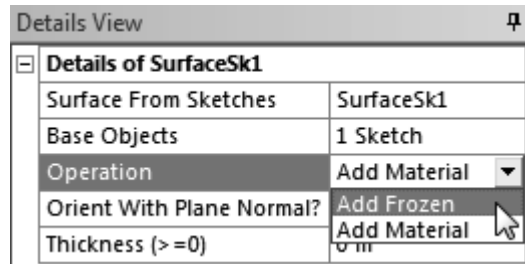 Details View
Details of SurfaceSk1
Surface From Sketches SurfaceSk1
Base Objects 1 Sketch
Operation Add Material
Orient With Plane Normal? Add Frozen
Add Material
Thickness (>=0)